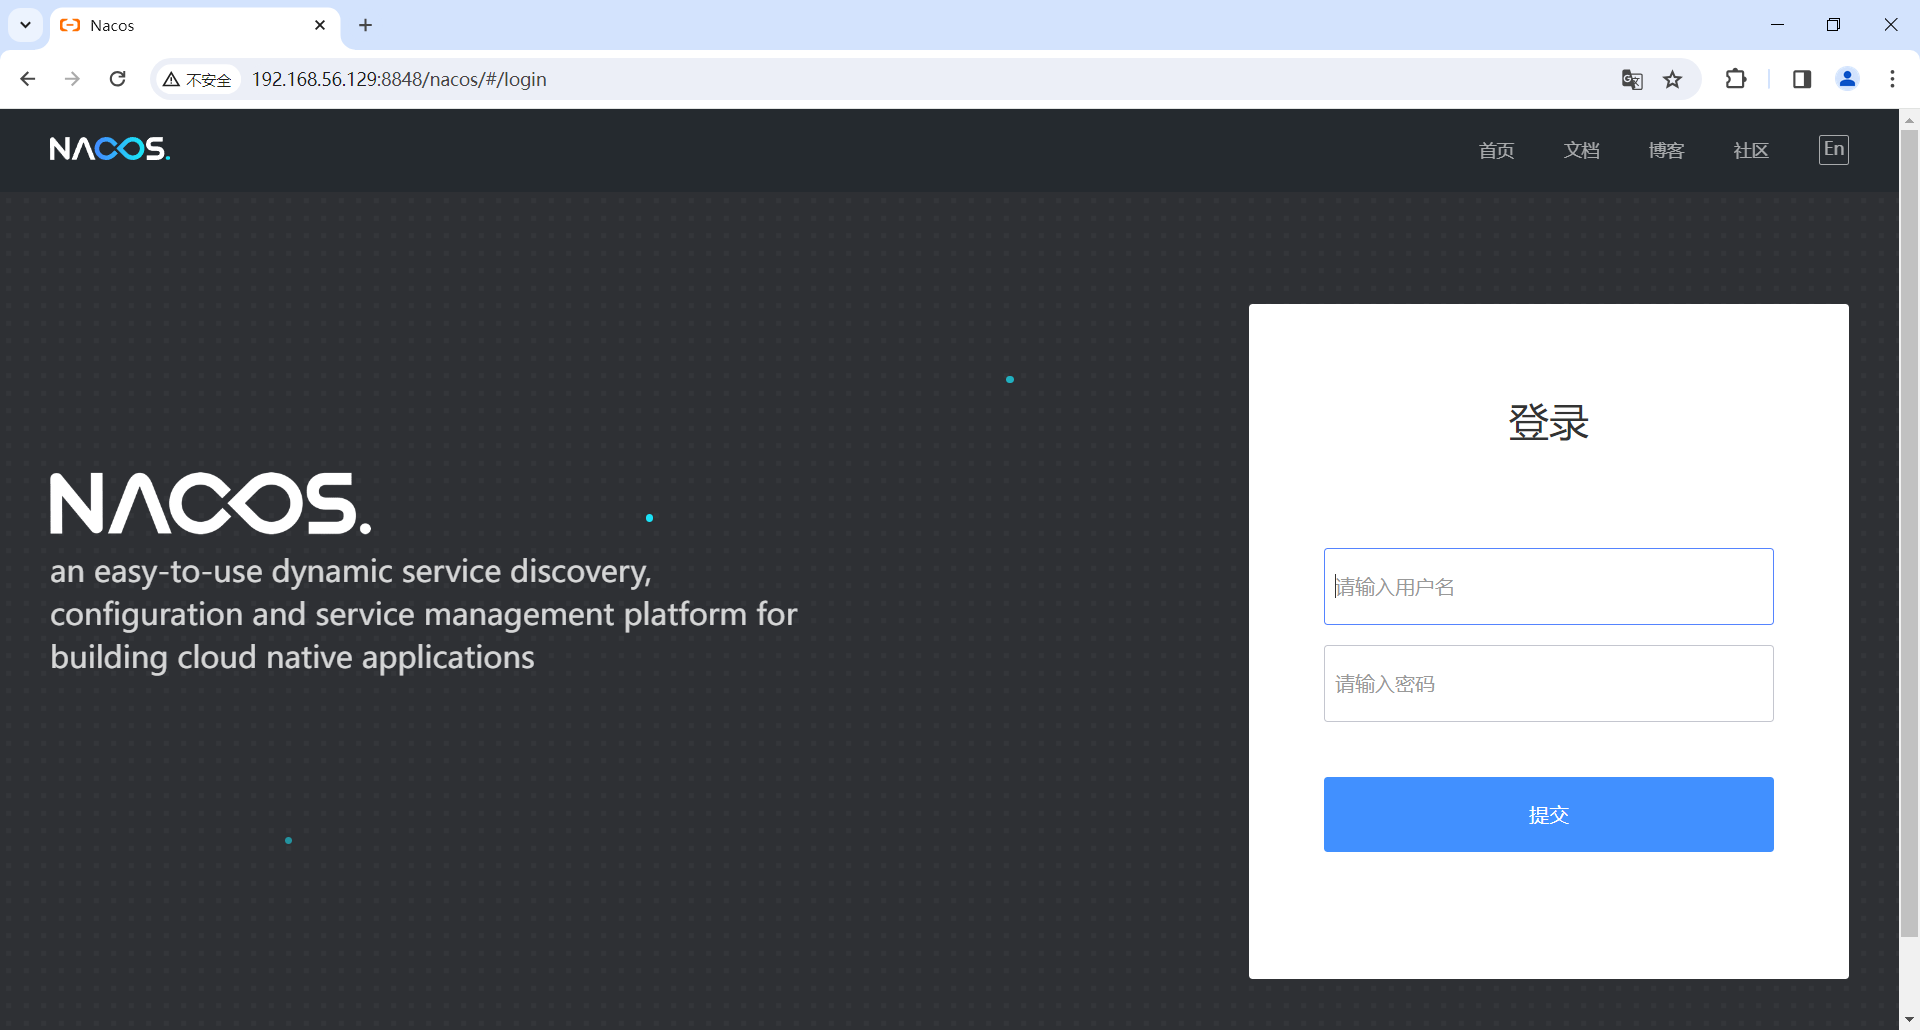 Nacos
不安全
192.168.56.129:8848/nacos/#/login
NACOS.
首页
文档
博客
社区
En
NACOS.
an easy-to-use dynamic service discovery,
configuration and service management platform for
building cloud native applications
登录
请输入用户名
请输入密码
提交